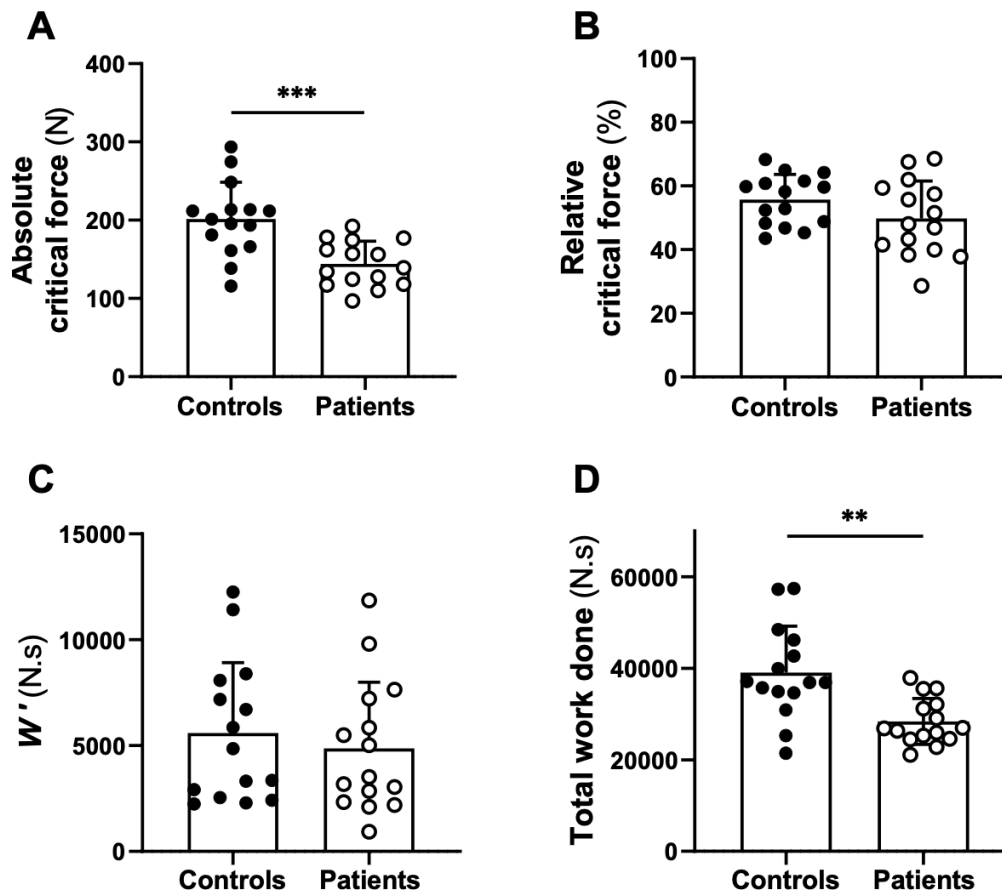 A
Absolute
critical force (N)
400
300
200
100
0
***
Controls
Patients
B
Relative
critical force (%)
100
80
60
40
20
0
Controls
Patients
C
W' (N.s)
15000
10000
5000
0
Controls
Patients
D
Total work done (N.s)
60000
40000
20000
0
**
Controls
Patients